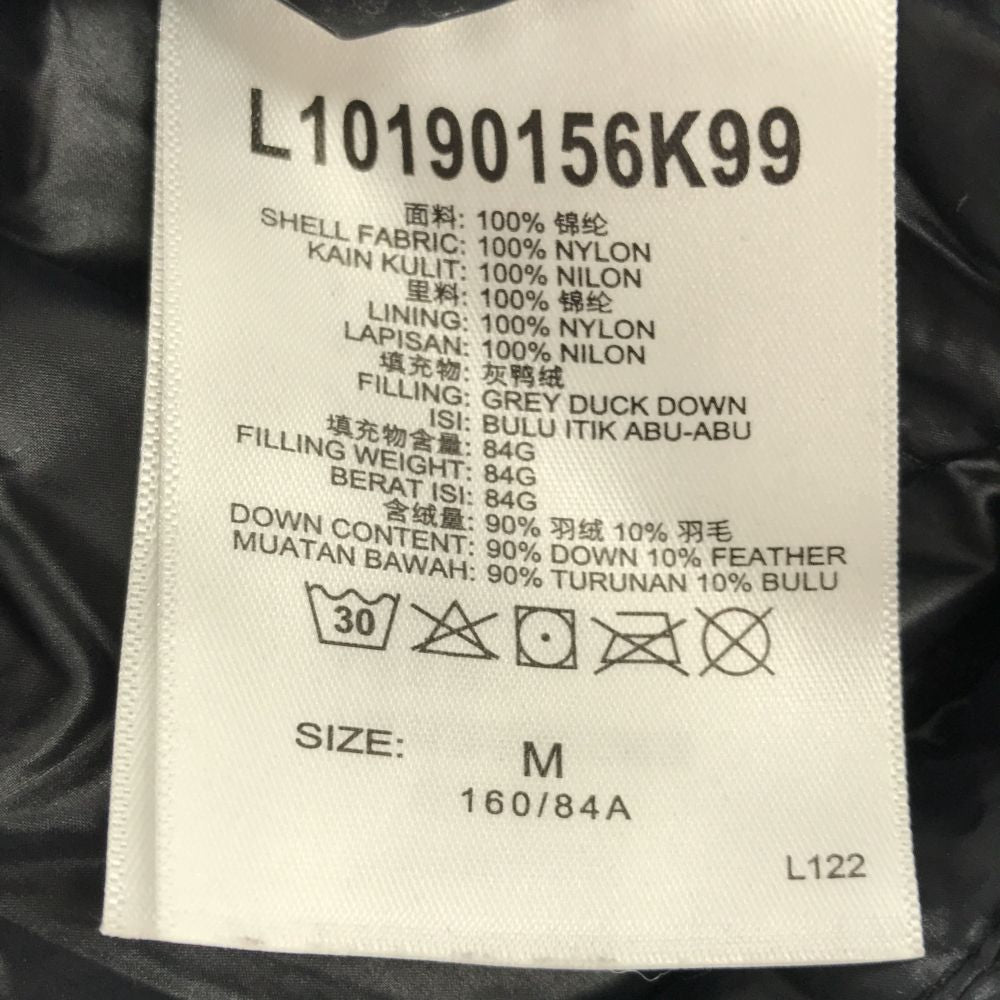 L10190156K99
面料: 100% 锦纶
SHELL FABRIC: 100% NYLON
KAIN KULIT: 100% NILON
里料: 100% 锦纶
LINING: 100% NYLON
LAPISAN: 100% NILON
填充物: 灰鸭绒
FILLING: GREY DUCK DOWN
ISI: BULU ITIK ABU-ABU
填充物含量: 84G
FILLING WEIGHT: 84G
BERAT ISI: 84G
含绒量: 90% 羽绒 10% 羽毛
DOWN CONTENT: 90% DOWN 10% FEATHER
MUATAN BAWAH: 90% TURUNAN 10% BULU
30
SIZE: M
160/84A
L122